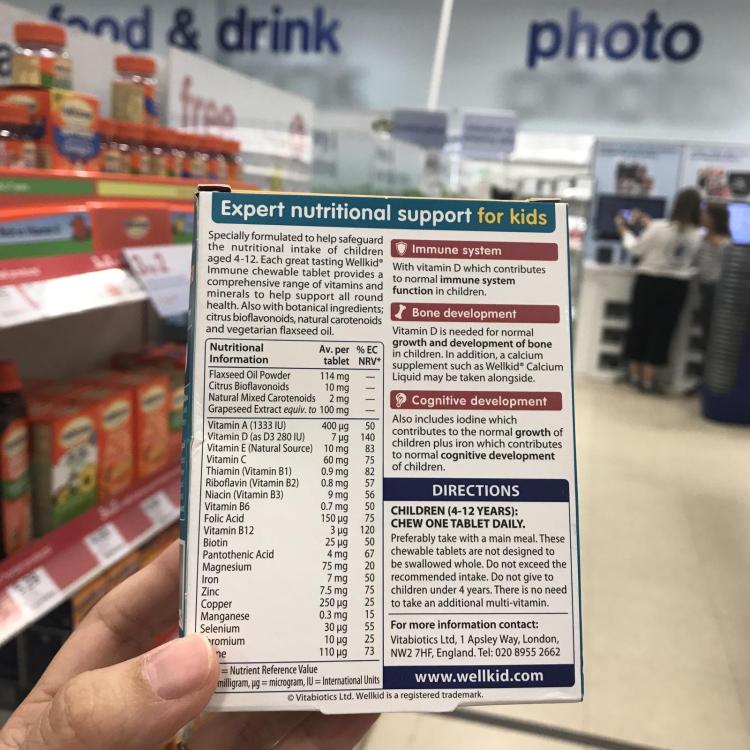 food & drink
photo
free
Expert nutritional support for kids
Specially formulated to help safeguard
the nutritional intake of children
aged 4-12. Each great tasting Wellkid®
Immune chewable tablet provides a
comprehensive range of vitamins and
minerals to help support all round
health. Also with botanical ingredients;
citrus bioflavonoids, natural carotenoids
and vegetarian flaxseed oil.
Nutritional Information Av. per tablet % EC NRV*
Flaxseed Oil Powder 114 mg —
Citrus Bioflavonoids 10 mg —
Natural Mixed Carotenoids 2 mg —
Grapeseed Extract equiv. to 100 mg —
Vitamin A (1333 IU) 400 µg 50
Vitamin D (as D3 280 IU) 7 µg 140
Vitamin E (Natural Source) 10 mg 83
Vitamin C 60 mg 75
Thiamin (Vitamin B1) 0.9 mg 82
Riboflavin (Vitamin B2) 0.8 mg 57
Niacin (Vitamin B3) 9 mg 56
Vitamin B6 0.7 mg 50
Folic Acid 150 µg 75
Vitamin B12 3 µg 120
Biotin 25 µg 50
Pantothenic Acid 4 mg 67
Magnesium 75 mg 20
Iron 7 mg 50
Zinc 7.5 mg 75
Copper 250 µg 25
Manganese 0.3 mg 15
Selenium 30 µg 55
romium 10 µg 25
ne 110 µg 73
= Nutrient Reference Value
milligram, µg = microgram, IU = International Units
Immune system
With vitamin D which contributes
to normal immune system
function in children.
Bone development
Vitamin D is needed for normal
growth and development of bone
in children. In addition, a calcium
supplement such as Wellkid® Calcium
Liquid may be taken alongside.
Cognitive development
Also includes iodine which
contributes to the normal growth of
children plus iron which contributes
to normal cognitive development
of children.
DIRECTIONS
CHILDREN (4-12 YEARS):
CHEW ONE TABLET DAILY.
Preferably take with a main meal. These
chewable tablets are not designed to
be swallowed whole. Do not exceed the
recommended intake. Do not give to
children under 4 years. There is no need
to take an additional multi-vitamin.
For more information contact:
Vitabiotics Ltd, 1 Apsley Way, London,
NW2 7HF, England. Tel: 020 8955 2662
www.wellkid.com
© Vitabiotics Ltd. Wellkid is a registered trademark.